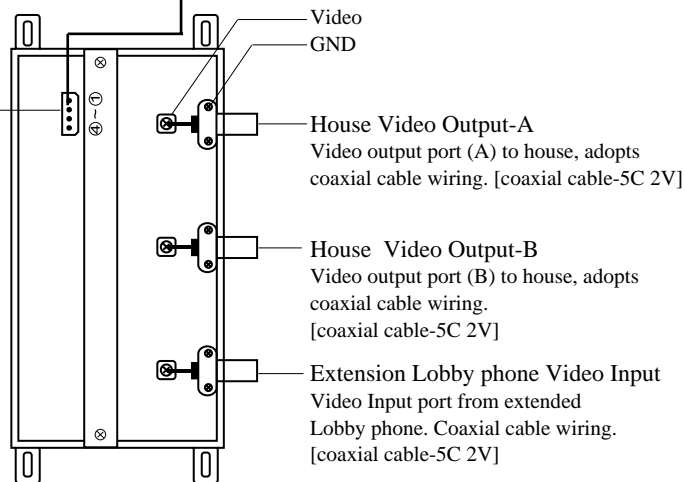 Video
GND
④ ~ ①
House Video Output-A
Video output port (A) to house, adopts
coaxial cable wiring. [coaxial cable-5C 2V]
House Video Output-B
Video output port (B) to house, adopts
coaxial cable wiring.
[coaxial cable-5C 2V]
Extension Lobby phone Video Input
Video Input port from extended
Lobby phone. Coaxial cable wiring.
[coaxial cable-5C 2V]